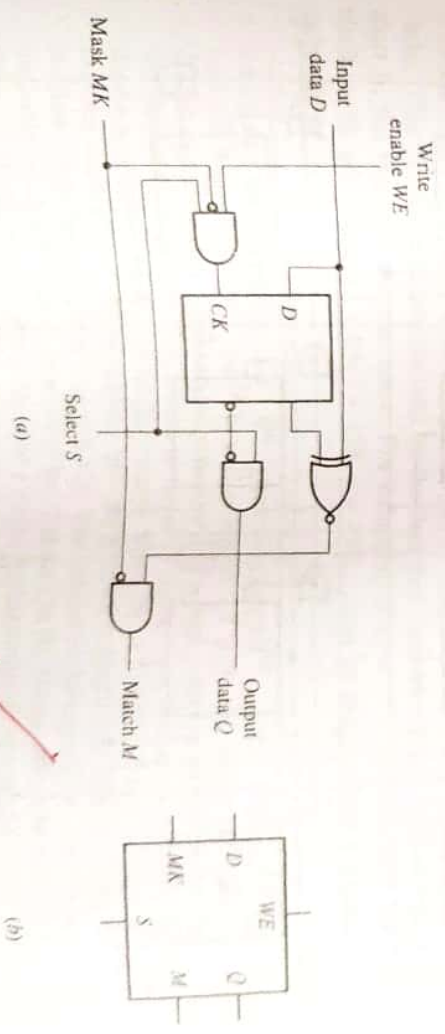 Write
enable WE
Input
data D
Mask MK
D
CK
Select S
Output
data Q
Match M
(a)
WE
D
Q
MK
M
S
(b)